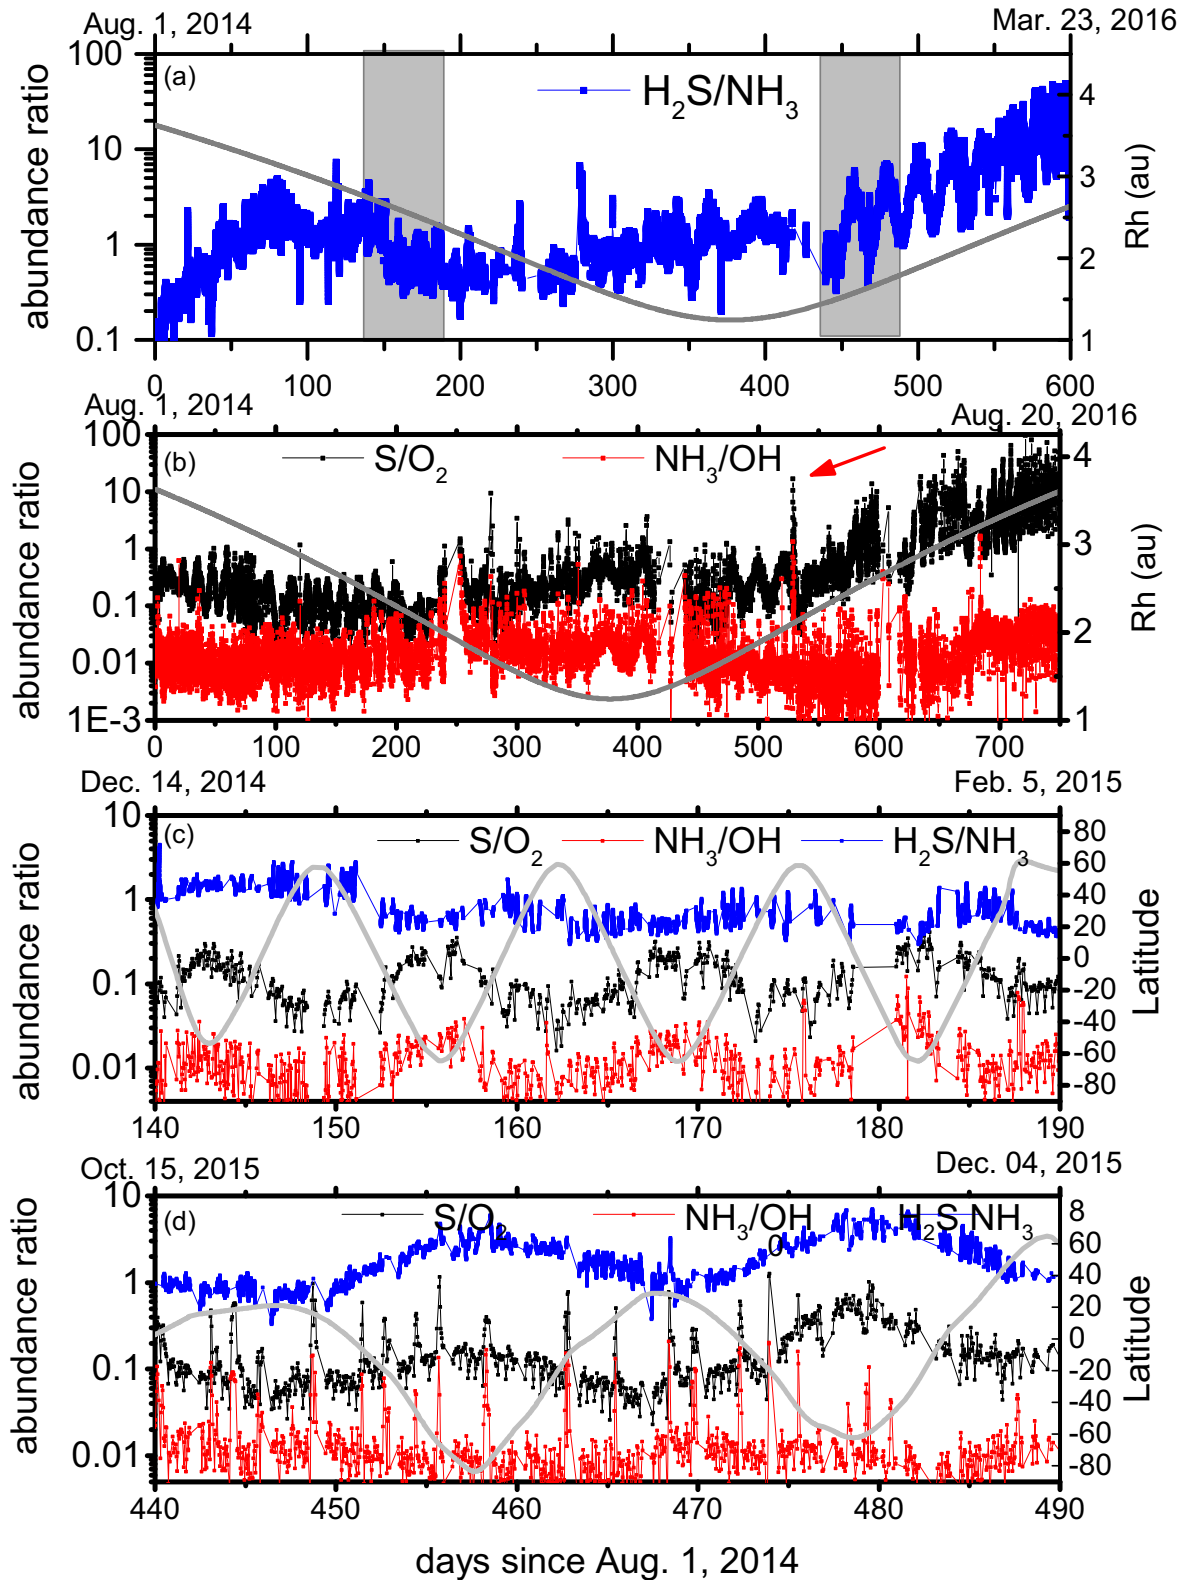 Aug. 1, 2014 Mar. 23, 2016
(a) H₂S/NH₃
abundance ratio
100
10
1
0.1
Rh (au)
4
3
2
1
0 100 200 300 400 500 600
Aug. 1, 2014 Aug. 20, 2016
(b) S/O₂ NH₃/OH
abundance ratio
100
10
1
0.1
0.01
1E-3
Rh (au)
4
3
2
1
0 100 200 300 400 500 600 700
Dec. 14, 2014 Feb. 5, 2015
(c) S/O₂ NH₃/OH H₂S/NH₃
abundance ratio
10
1
0.1
0.01
Latitude
80
60
40
20
0
-20
-40
-60
-80
140 150 160 170 180 190
Oct. 15, 2015 Dec. 04, 2015
(d) S/O₂ NH₃/OH H₂S NH₃
0
abundance ratio
10
1
0.1
0.01
Latitude
8
60
40
20
0
-20
-40
-60
-80
440 450 460 470 480 490
days since Aug. 1, 2014